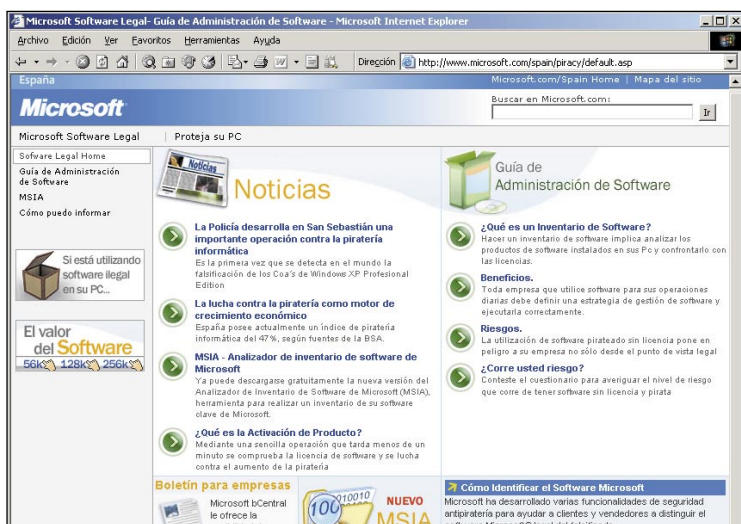 Microsoft Software Legal- Guía de Administración de Software - Microsoft Internet Explorer
Archivo Edición Ver Favoritos Herramientas Ayuda
Dirección http://www.microsoft.com/spain/piracy/default.asp
España
Microsoft.com/Spain Home | Mapa del sitio
Microsoft
Buscar en Microsoft.com:
Ir
Microsoft Software Legal | Proteja su PC
Sofware Legal Home
Guía de Administración
de Software
MSIA
Cómo puedo informar
Si está utilizando
software ilegal
en su PC...
El valor
del Software
56k 128k 256k
Noticias
Noticias
La Policía desarrolla en San Sebastián una
importante operación contra la piratería
informática
Es la primera vez que se detecta en el mundo la
falsificación de los Coa's de Windows XP Profesional
Edition
La lucha contra la piratería como motor de
crecimiento económico
España posee actualmente un índice de piratería
informática del 47%, según fuentes de la BSA.
MSIA - Analizador de inventario de software de
Microsoft
Ya puede descargarse gratuitamente la nueva versión del
Analizador de Inventario de Software de Microsoft (MSIA),
herramienta para realizar un inventario de su software
clave de Microsoft.
¿Qué es la Activación de Producto?
Mediante una sencilla operación que tarda menos de un
minuto se comprueba la licencia de software y se lucha
contra el aumento de la piratería
Guía de
Administración de Software
¿Qué es un Inventario de Software?
Hacer un inventario de software implica analizar los
productos de software instalados en sus Pc y confrontarlo con
las licencias.
Beneficios.
Toda empresa que utilice software para sus operaciones
diarias debe definir una estrategia de gestión de software y
ejecutarla correctamente.
Riesgos.
La utilización de software pirateado sin licencia pone en
peligro a su empresa no sólo desde el punto de vista legal
¿Corre usted riesgo?
Conteste el cuestionario para averiguar el nivel de riesgo
que corre de tener software sin licencia y pirata
Boletín para empresas
Microsoft bCentral
le ofrece la
100 010010
NUEVO
MSIA
Cómo Identificar el Software Microsoft
Microsoft ha desarrollado varias funcionalidades de seguridad
antipiratería para ayudar a clientes y vendedores a distinguir el